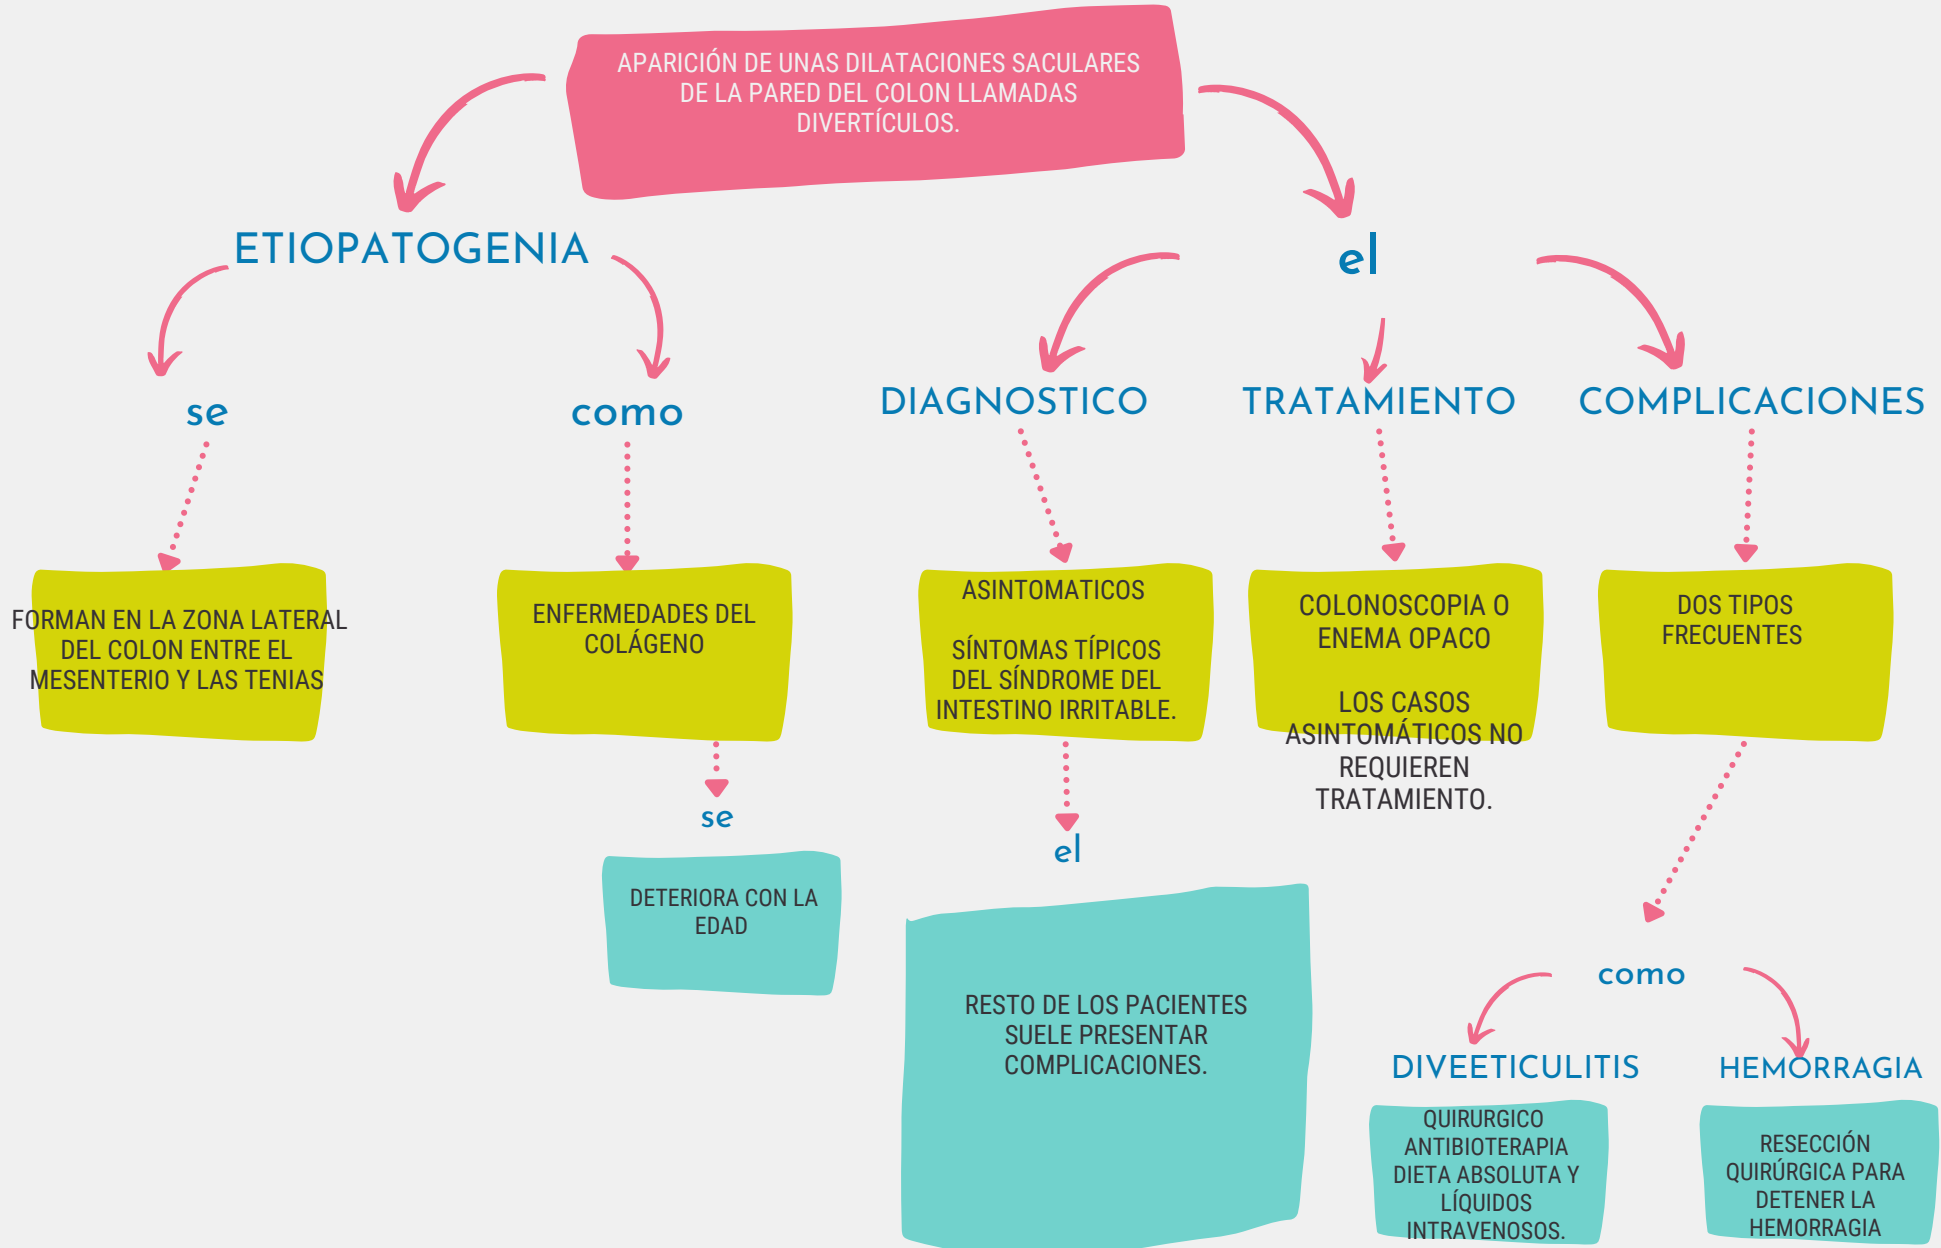 APARICIÓN DE UNAS DILATACIONES SACULARES
DE LA PARED DEL COLON LLAMADAS
DIVERTÍCULOS.
ETIOPATOGENIA
el
se
como
DIAGNOSTICO
TRATAMIENTO
COMPLICACIONES
FORMAN EN LA ZONA LATERAL
DEL COLON ENTRE EL
MESENTERIO Y LAS TENIAS
ENFERMEDADES DEL
COLÁGENO
ASINTOMATICOS
SÍNTOMAS TÍPICOS
DEL SÍNDROME DEL
INTESTINO IRRITABLE.
COLONOSCOPIA O
ENEMA OPACO
LOS CASOS
ASINTOMÁTICOS NO
REQUIEREN
TRATAMIENTO.
DOS TIPOS
FRECUENTES
se
DETERIORA CON LA
EDAD
el
RESTO DE LOS PACIENTES
SUELE PRESENTAR
COMPLICACIONES.
como
DIVEETICULITIS
QUIRURGICO
ANTIBIOTERAPIA
DIETA ABSOLUTA Y
LÍQUIDOS
INTRAVENOSOS.
HEMORRAGIA
RESECCIÓN
QUIRÚRGICA PARA
DETENER LA
HEMORRAGIA